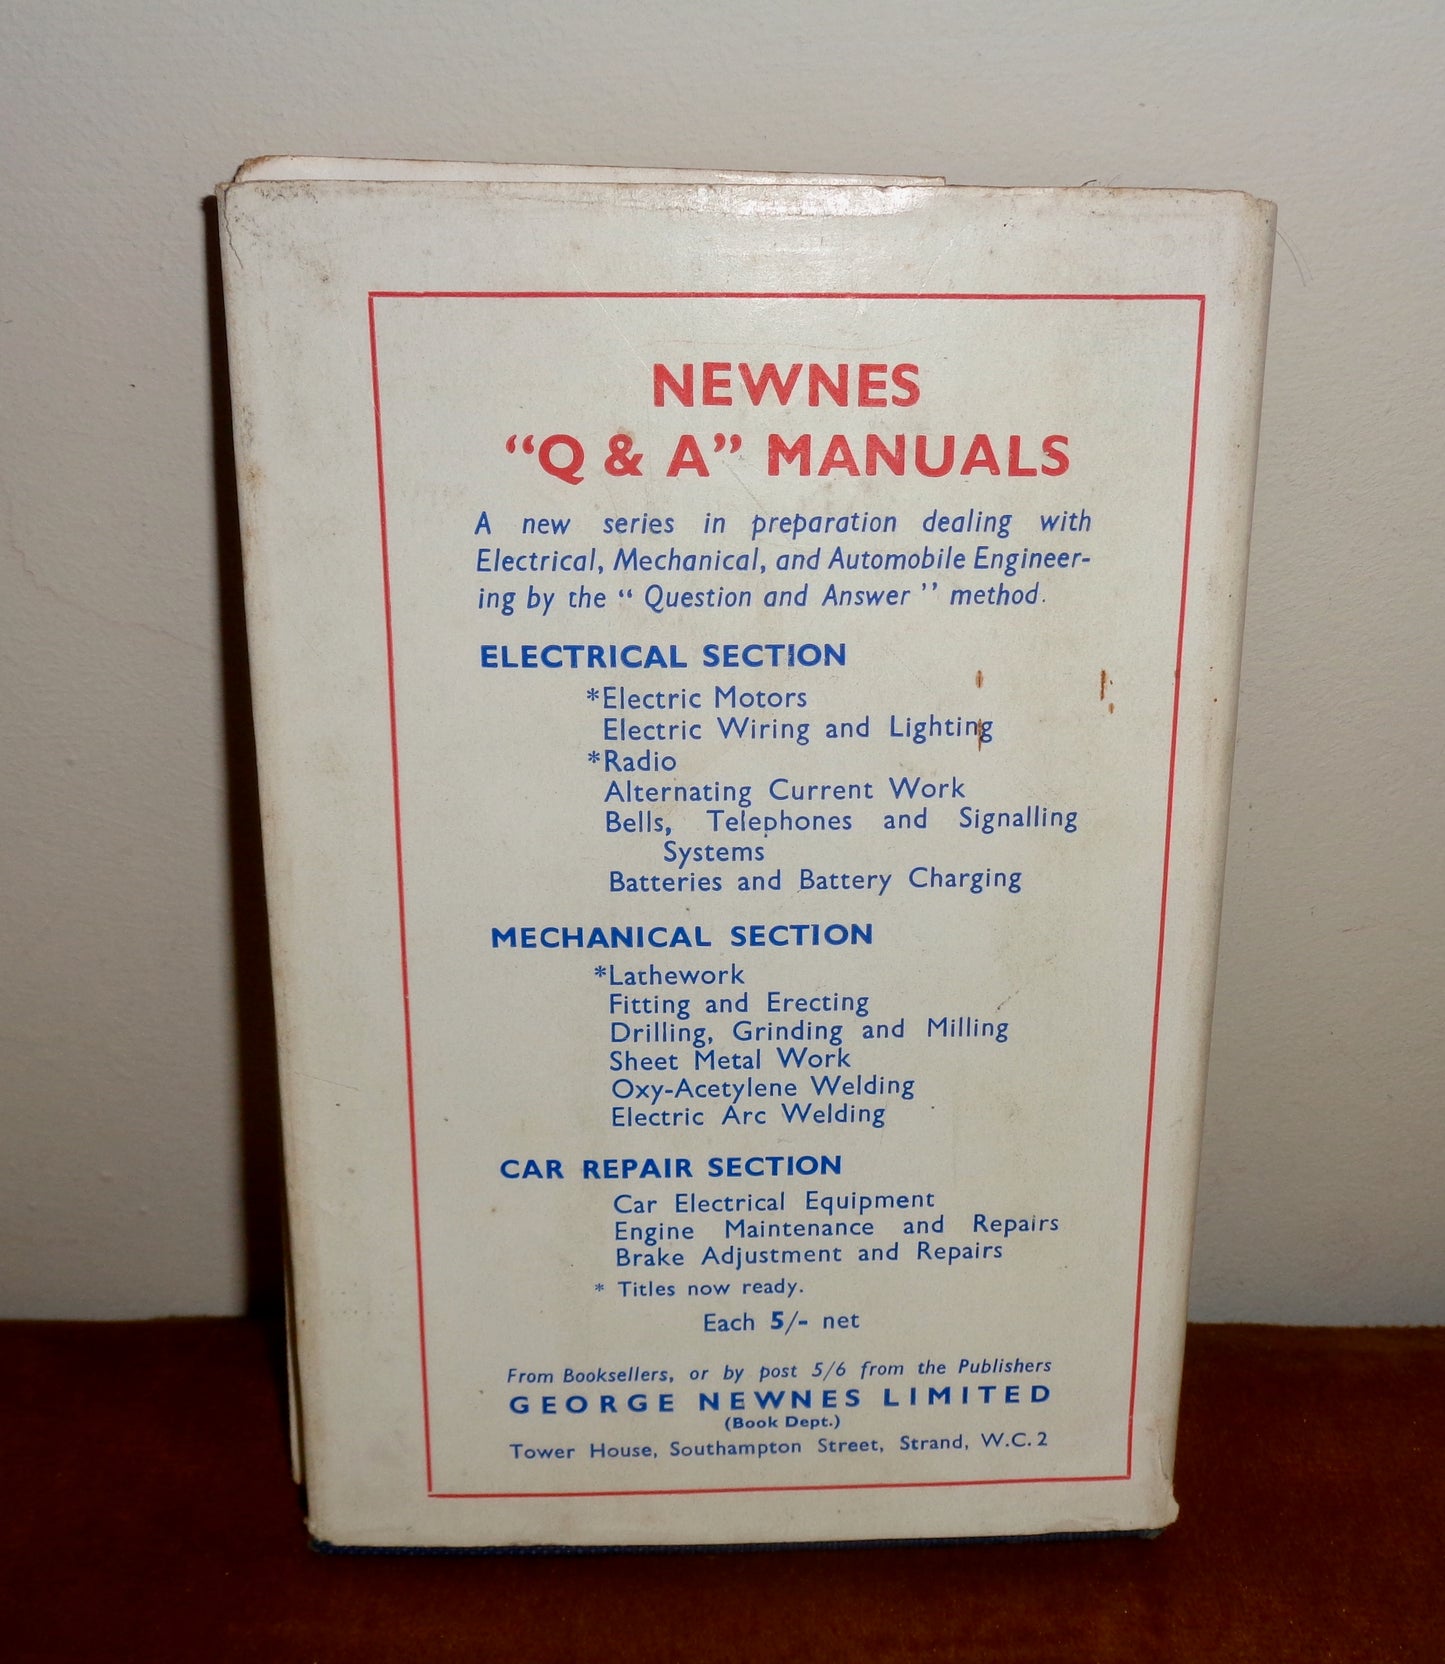 NEWNES
“Q & A” MANUALS
A new series in preparation dealing with
Electrical, Mechanical, and Automobile Engineer-
ing by the “ Question and Answer ” method.
ELECTRICAL SECTION
*Electric Motors
Electric Wiring and Lighting
*Radio
Alternating Current Work
Bells, Telephones and Signalling
Systems
Batteries and Battery Charging
MECHANICAL SECTION
*Lathework
Fitting and Erecting
Drilling, Grinding and Milling
Sheet Metal Work
Oxy-Acetylene Welding
Electric Arc Welding
CAR REPAIR SECTION
Car Electrical Equipment
Engine Maintenance and Repairs
Brake Adjustment and Repairs
* Titles now ready.
Each 5/- net
From Booksellers, or by post 5/6 from the Publishers
GEORGE NEWNES LIMITED
(Book Dept.)
Tower House, Southampton Street, Strand, W.C.2